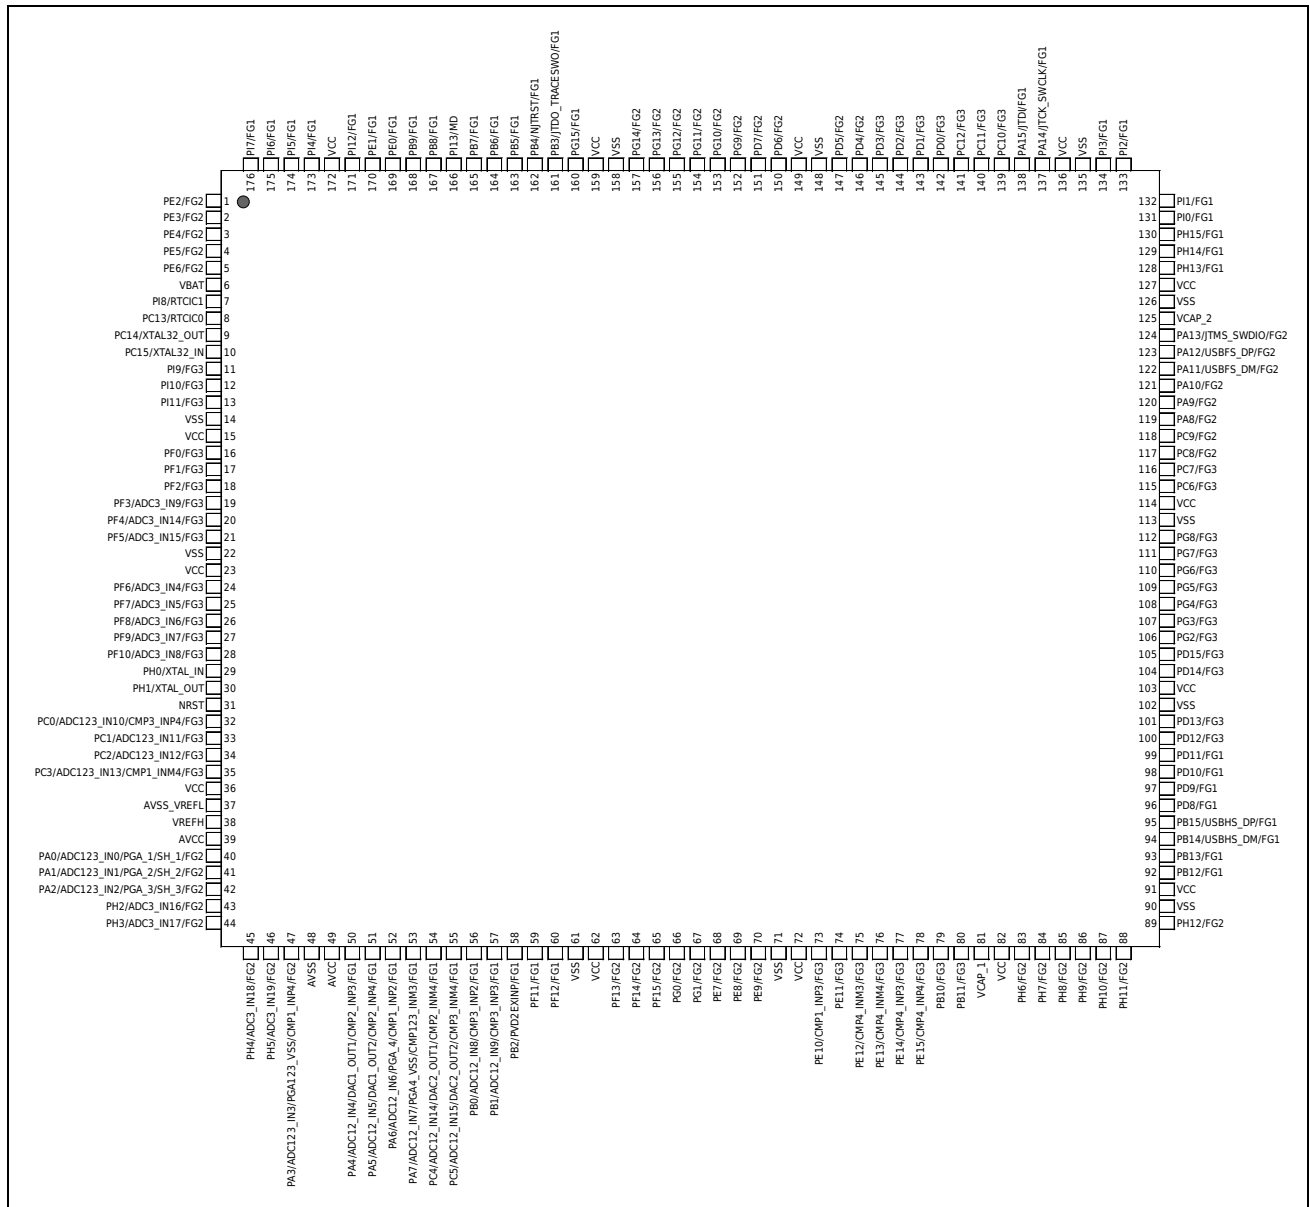 PI7/FG1
PI6/FG1
PI5/FG1
PI4/FG1
VCC
PI12/FG1
PE1/FG1
PE0/FG1
PB9/FG1
PB8/FG1
PI13/MD
PB7/FG1
PB6/FG1
PB5/FG1
PB4/NJTRST/FG1
PB3/JTDO_TRACESWO/FG1
PG15/FG1
VCC
VSS
PG14/FG2
PG13/FG2
PG12/FG2
PG11/FG2
PG10/FG2
PG9/FG2
PD7/FG2
PD6/FG2
VCC
VSS
PD5/FG2
PD4/FG2
PD3/FG3
PD2/FG3
PD1/FG3
PD0/FG3
PC12/FG3
PC11/FG3
PC10/FG3
PA15/JTDI/FG1
PA14/JTCK_SWCLK/FG1
VCC
VSS
PI3/FG1
PI2/FG1
176
175
174
173
172
171
170
169
168
167
166
165
164
163
162
161
160
159
158
157
156
155
154
153
152
151
150
149
148
147
146
145
144
143
142
141
140
139
138
137
136
135
134
133
PE2/FG2 1
PE3/FG2 2
PE4/FG2 3
PE5/FG2 4
PE6/FG2 5
VBAT 6
PI8/RTCIC1 7
PC13/RTCIC0 8
PC14/XTAL32_OUT 9
PC15/XTAL32_IN 10
PI9/FG3 11
PI10/FG3 12
PI11/FG3 13
VSS 14
VCC 15
PF0/FG3 16
PF1/FG3 17
PF2/FG3 18
PF3/ADC3_IN9/FG3 19
PF4/ADC3_IN14/FG3 20
PF5/ADC3_IN15/FG3 21
VSS 22
VCC 23
PF6/ADC3_IN4/FG3 24
PF7/ADC3_IN5/FG3 25
PF8/ADC3_IN6/FG3 26
PF9/ADC3_IN7/FG3 27
PF10/ADC3_IN8/FG3 28
PH0/XTAL_IN 29
PH1/XTAL_OUT 30
NRST 31
PC0/ADC123_IN10/CMP3_INP4/FG3 32
PC1/ADC123_IN11/FG3 33
PC2/ADC123_IN12/FG3 34
PC3/ADC123_IN13/CMP1_INM4/FG3 35
VCC 36
AVSS_VREFL 37
VREFH 38
AVCC 39
PA0/ADC123_IN0/PGA_1/SH_1/FG2 40
PA1/ADC123_IN1/PGA_2/SH_2/FG2 41
PA2/ADC123_IN2/PGA_3/SH_3/FG2 42
PH2/ADC3_IN16/FG2 43
PH3/ADC3_IN17/FG2 44
132 PI1/FG1
131 PI0/FG1
130 PH15/FG1
129 PH14/FG1
128 PH13/FG1
127 VCC
126 VSS
125 VCAP_2
124 PA13/JTMS_SWDIO/FG2
123 PA12/USBFS_DP/FG2
122 PA11/USBFS_DM/FG2
121 PA10/FG2
120 PA9/FG2
119 PA8/FG2
118 PC9/FG2
117 PC8/FG2
116 PC7/FG3
115 PC6/FG3
114 VCC
113 VSS
112 PG8/FG3
111 PG7/FG3
110 PG6/FG3
109 PG5/FG3
108 PG4/FG3
107 PG3/FG3
106 PG2/FG3
105 PD15/FG3
104 PD14/FG3
103 VCC
102 VSS
101 PD13/FG3
100 PD12/FG3
99 PD11/FG1
98 PD10/FG1
97 PD9/FG1
96 PD8/FG1
95 PB15/USBHS_DP/FG1
94 PB14/USBHS_DM/FG1
93 PB13/FG1
92 PB12/FG1
91 VCC
90 VSS
89 PH12/FG2
45
46
47
48
49
50
51
52
53
54
55
56
57
58
59
60
61
62
63
64
65
66
67
68
69
70
71
72
73
74
75
76
77
78
79
80
81
82
83
84
85
86
87
88
PH4/ADC3_IN18/FG2
PH5/ADC3_IN19/FG2
PA3/ADC123_IN3/PGA123_VSS/CMP1_INP4/FG2
AVSS
AVCC
PA4/ADC12_IN4/DAC1_OUT1/CMP2_INP3/FG1
PA5/ADC12_IN5/DAC1_OUT2/CMP2_INP4/FG1
PA6/ADC12_IN6/PGA_4/CMP1_INP2/FG1
PA7/ADC12_IN7/PGA4_VSS/CMP123_INM3/FG1
PC4/ADC12_IN14/DAC2_OUT1/CMP2_INM4/FG1
PC5/ADC12_IN15/DAC2_OUT2/CMP3_INM4/FG1
PB0/ADC12_IN8/CMP3_INP2/FG1
PB1/ADC12_IN9/CMP3_INP3/FG1
PB2/PVD2EXINP/FG1
PF11/FG1
PF12/FG1
VSS
VCC
PF13/FG2
PF14/FG2
PF15/FG2
PG0/FG2
PG1/FG2
PE7/FG2
PE8/FG2
PE9/FG2
VSS
VCC
PE10/CMP1_INP3/FG3
PE11/FG3
PE12/CMP4_INM3/FG3
PE13/CMP4_INM4/FG3
PE14/CMP4_INP3/FG3
PE15/CMP4_INP4/FG3
PB10/FG3
PB11/FG3
VCAP_1
VCC
PH6/FG2
PH7/FG2
PH8/FG2
PH9/FG2
PH10/FG2
PH11/FG2